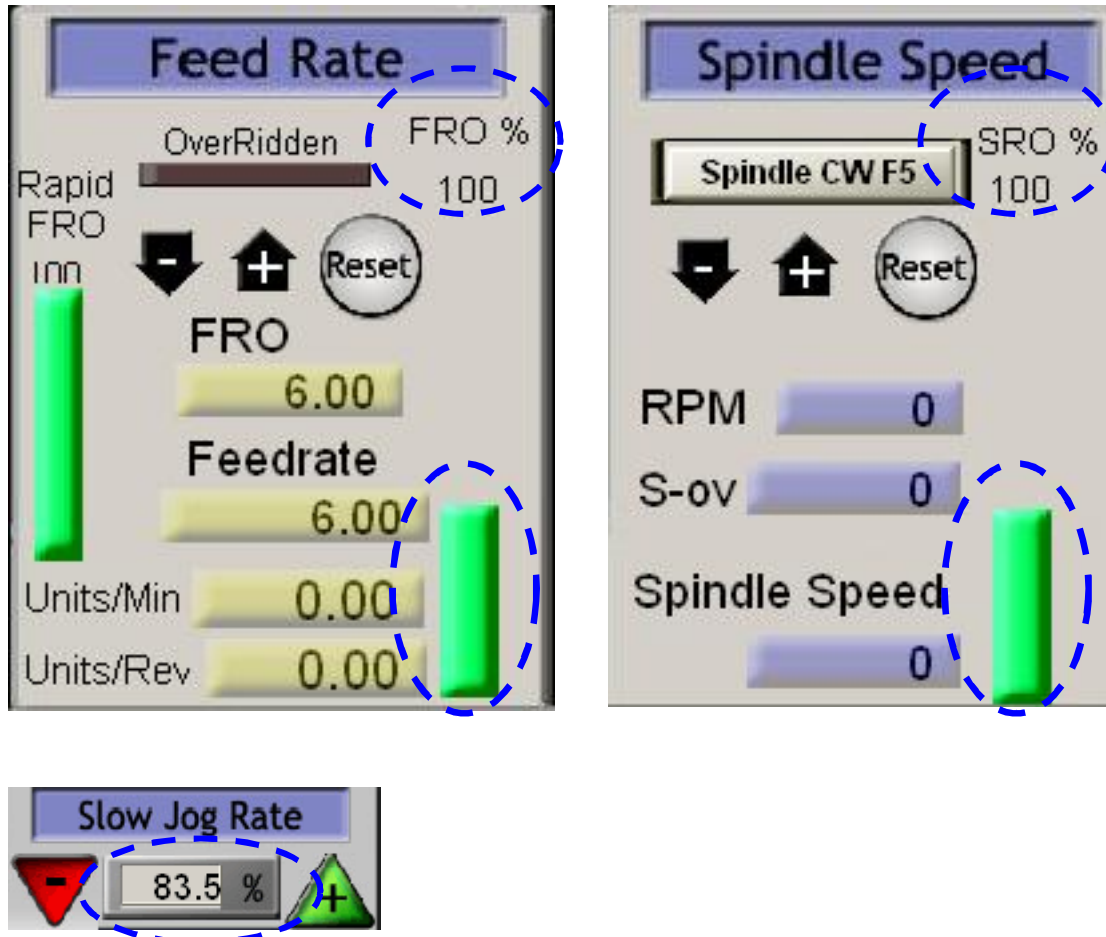 Feed Rate
OverRidden
FRO %
100
Rapid
FRO
100
-
+
Reset
FRO
6.00
Feedrate
6.00
Units/Min
0.00
Units/Rev
0.00
Spindle Speed
Spindle CW F5
SRO %
100
-
+
Reset
RPM
0
S-ov
0
Spindle Speed
0
Slow Jog Rate
-
83.5 %
+